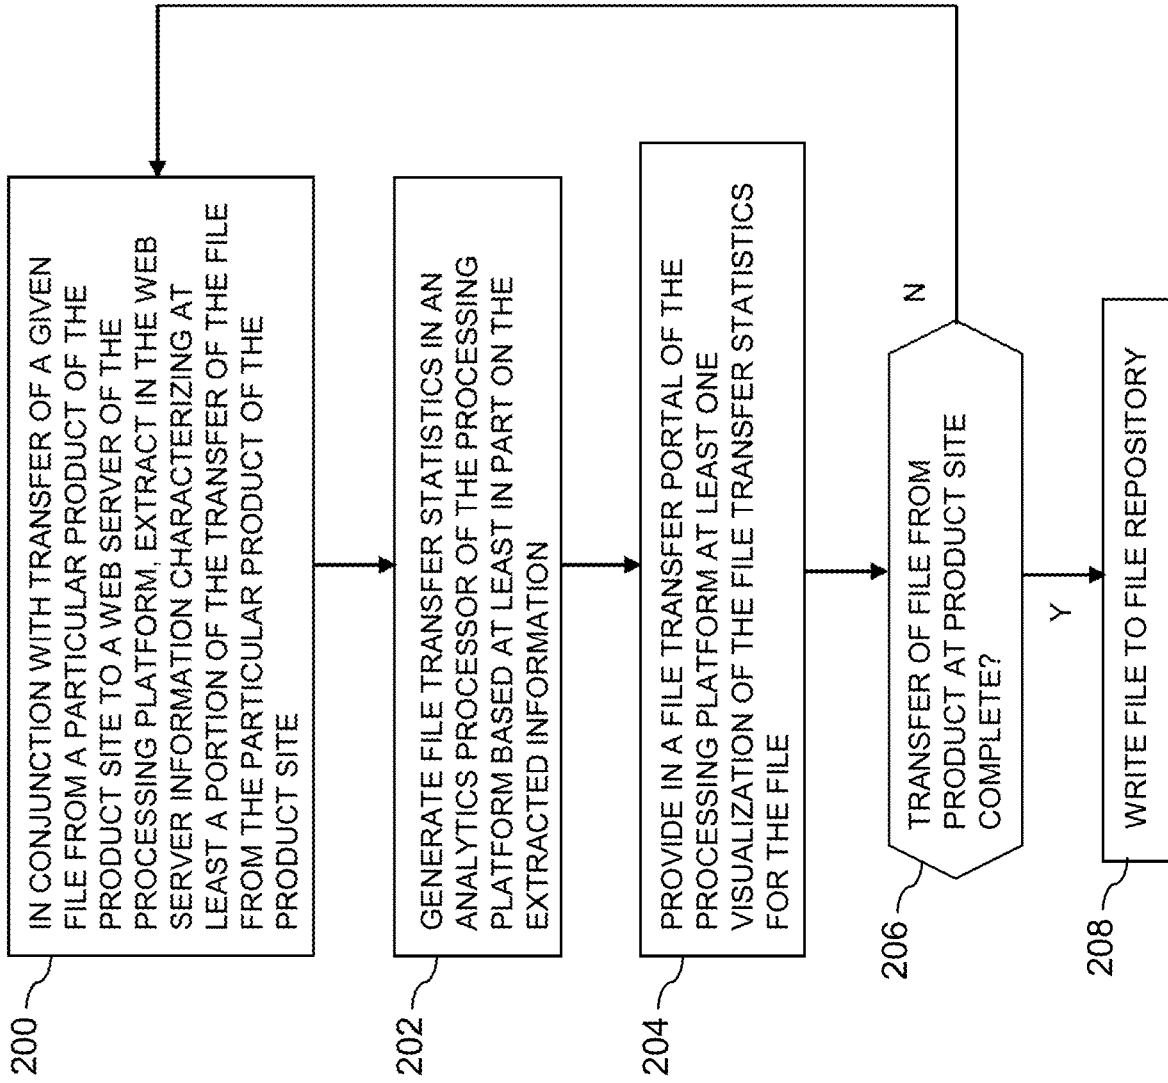 200
IN CONJUNCTION WITH TRANSFER OF A GIVEN
FILE FROM A PARTICULAR PRODUCT OF THE
PRODUCT SITE TO A WEB SERVER OF THE
PROCESSING PLATFORM, EXTRACT IN THE WEB
SERVER INFORMATION CHARACTERIZING AT
LEAST A PORTION OF THE TRANSFER OF THE FILE
FROM THE PARTICULAR PRODUCT OF THE
PRODUCT SITE
202
GENERATE FILE TRANSFER STATISTICS IN AN
ANALYTICS PROCESSOR OF THE PROCESSING
PLATFORM BASED AT LEAST IN PART ON THE
EXTRACTED INFORMATION
204
PROVIDE IN A FILE TRANSFER PORTAL OF THE
PROCESSING PLATFORM AT LEAST ONE
VISUALIZATION OF THE FILE TRANSFER STATISTICS
FOR THE FILE
206
TRANSFER OF FILE FROM
PRODUCT AT PRODUCT SITE
COMPLETE?
N
Y
208
WRITE FILE TO FILE REPOSITORY